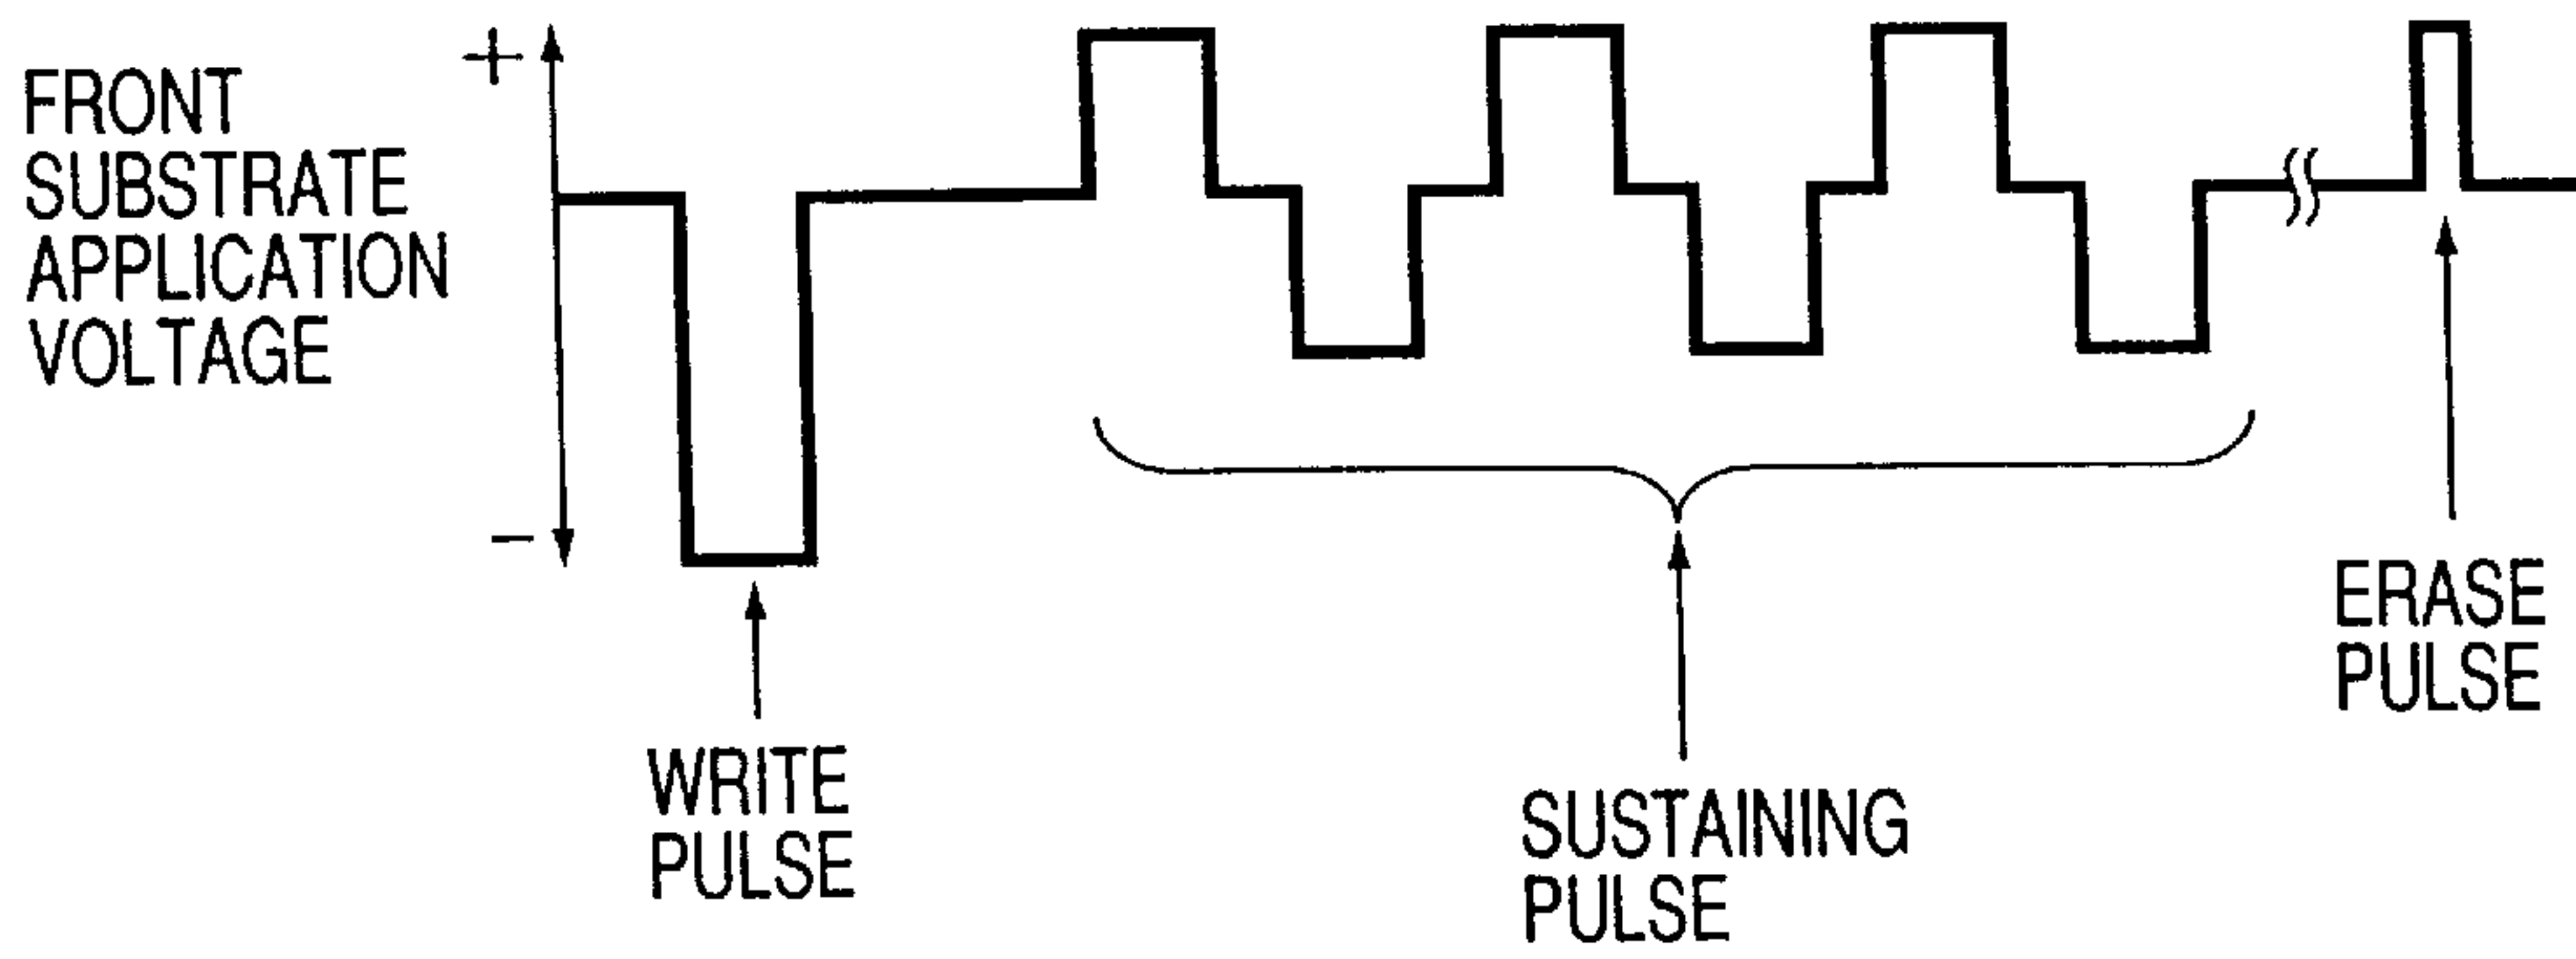 +
FRONT
SUBSTRATE
APPLICATION
VOLTAGE
−
WRITE
PULSE
SUSTAINING
PULSE
ERASE
PULSE